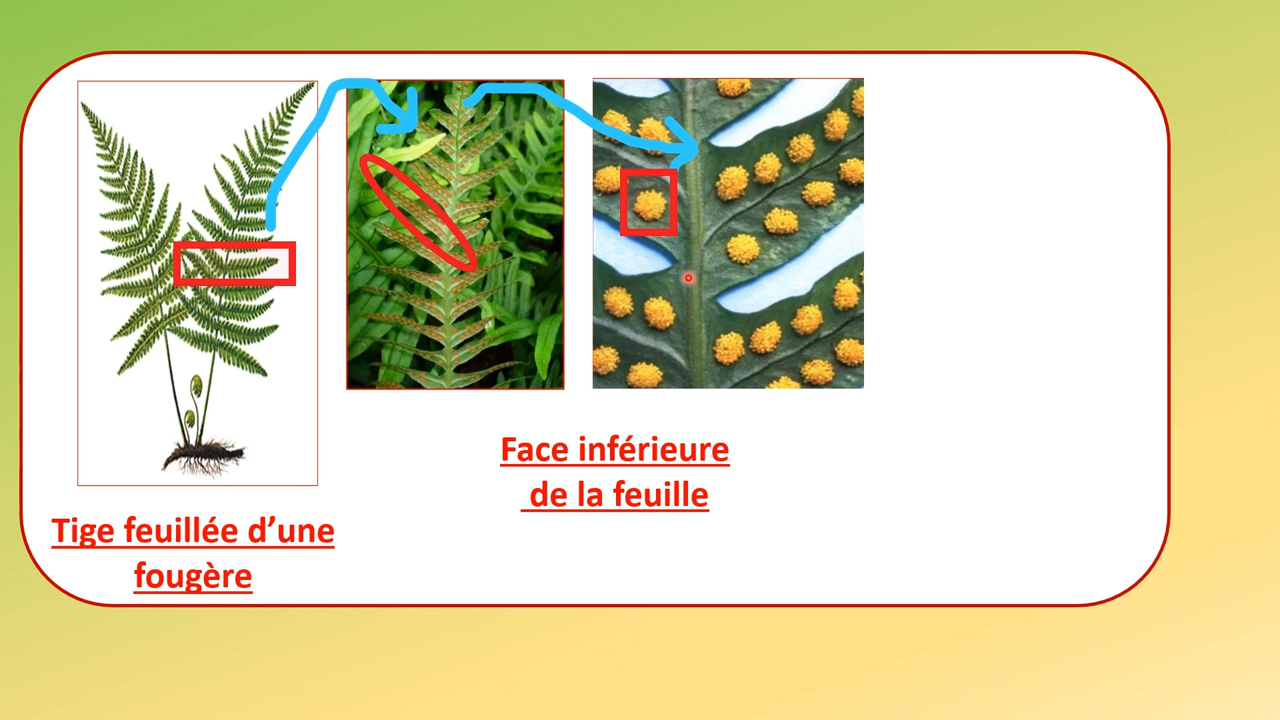 Face inférieure
de la feuille
Tige feuillée d’une
fougère